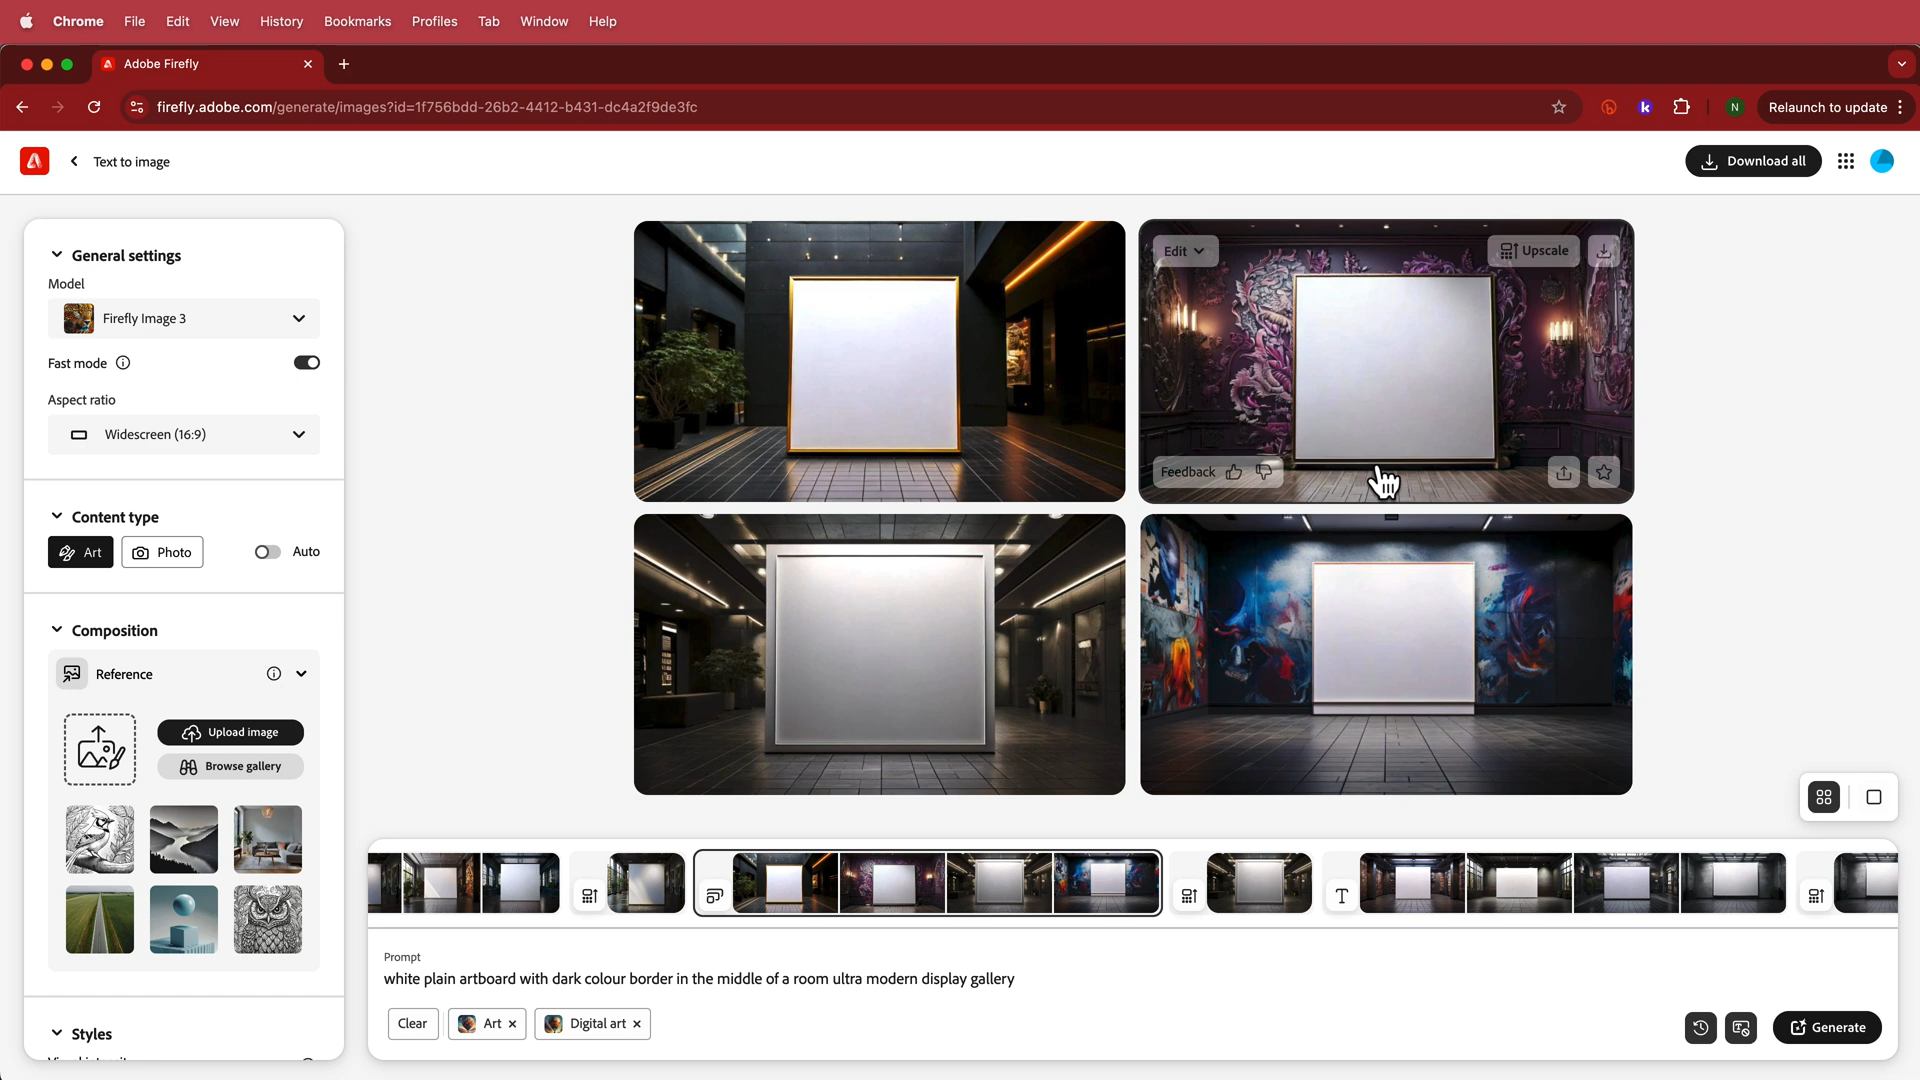 Chrome File Edit View History Bookmarks Profiles Tab Window Help
Adobe Firefly
firefly.adobe.com/generate/images?id=1f756bdd-26b2-4412-b431-dc4a2f9de3fc
N
Relaunch to update
Text to image
Download all
General settings
Model
Firefly Image 3
Fast mode
Aspect ratio
Widescreen (16:9)
Content type
Art
Photo
Auto
Composition
Reference
Upload image
Browse gallery
Styles
Edit
Upscale
Feedback
Prompt
white plain artboard with dark colour border in the middle of a room ultra modern display gallery
Clear
Art
Digital art
Generate